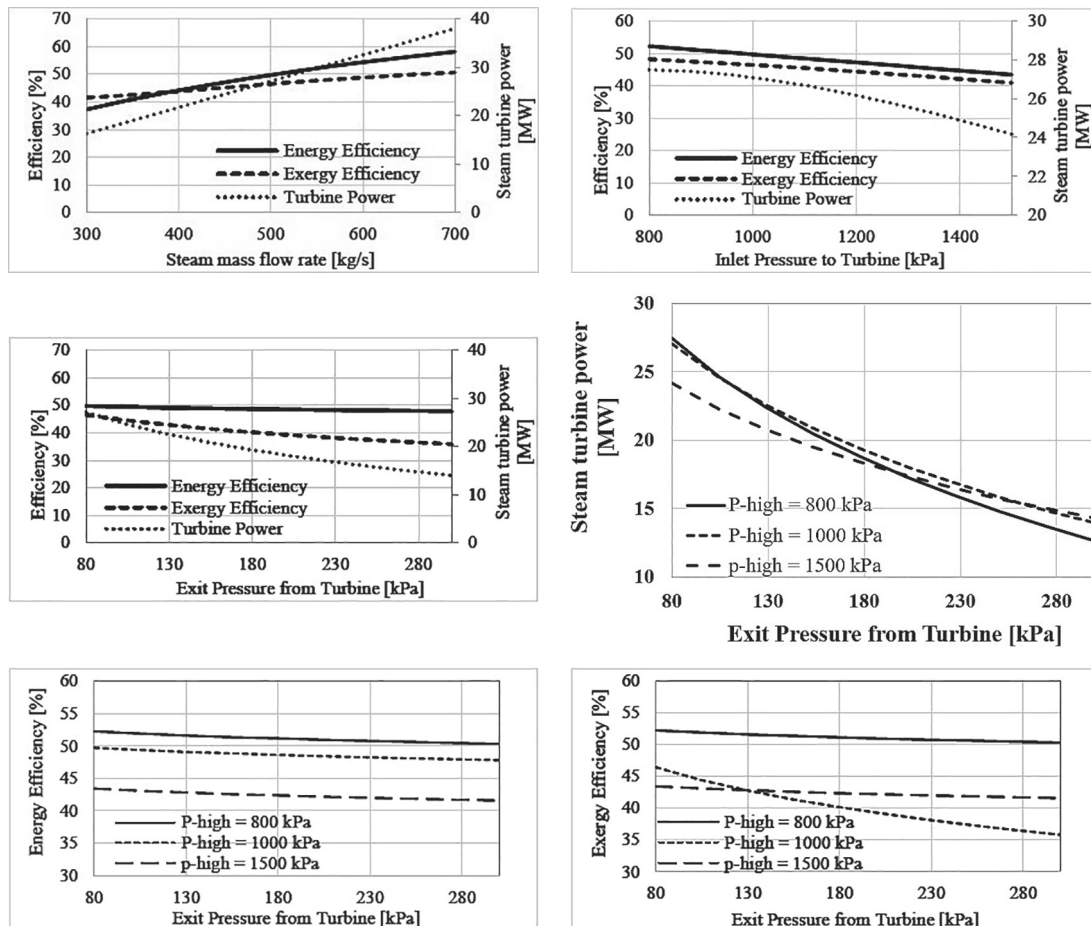 70
60
50
40
30
20
10
0
Efficiency [%]
40
30
20
10
0
Steam turbine power
[MW]
Energy Efficiency
Exergy Efficiency
Turbine Power
300 400 500 600 700
Steam mass flow rate [kg/s]
60
50
40
30
20
10
0
Efficiency [%]
30
28
26
24
22
20
Steam turbine power
[MW]
Energy Efficiency
Exergy Efficiency
Turbine Power
800 1000 1200 1400
Inlet Pressure to Turbine [kPa]
70
60
50
40
30
20
10
0
Efficiency [%]
40
30
20
10
0
Steam turbine power
[MW]
Energy Efficiency
Exergy Efficiency
Turbine Power
80 130 180 230 280
Exit Pressure from Turbine [kPa]
30
25
20
15
10
Steam turbine power
[MW]
P-high = 800 kPa
P-high = 1000 kPa
p-high = 1500 kPa
80 130 180 230 280
Exit Pressure from Turbine [kPa]
60
55
50
45
40
35
30
Energy Efficiency [%]
P-high = 800 kPa
P-high = 1000 kPa
p-high = 1500 kPa
80 130 180 230 280
Exit Pressure from Turbine [kPa]
60
55
50
45
40
35
30
Exergy Efficiency [%]
P-high = 800 kPa
P-high = 1000 kPa
p-high = 1500 kPa
80 130 180 230 280
Exit Pressure from Turbine [kPa]